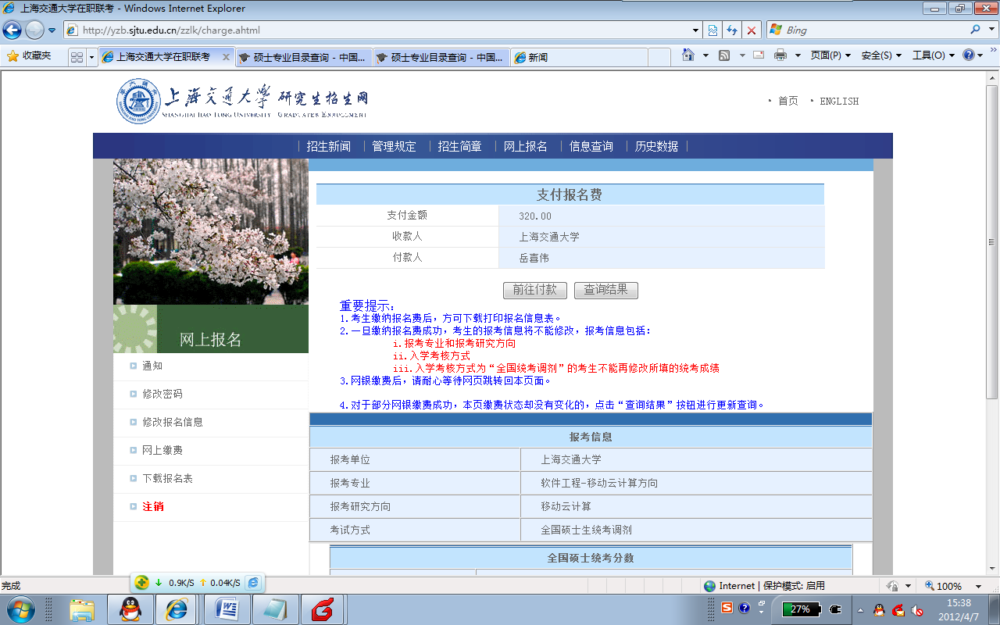 上海交通大学在职联考 - Windows Internet Explorer
http://yzb.sjtu.edu.cn/zzlk/charge.ahtml
Bing
收藏夹
上海交通大学在职联考
硕士专业目录查询 - 中国...
硕士专业目录查询 - 中国...
新闻
页面(P)
安全(S)
工具(O)
上海交通大学 研究生招生网
SHANGHAI JIAO TONG UNIVERSITY GRADUATES ENROLLMENT
· 首页 · ENGLISH
| 招生新闻 | 管理规定 | 招生简章 | 网上报名 | 信息查询 | 历史数据 |
网上报名
通知
修改密码
修改报名信息
网上缴费
下载报名表
注销
支付报名费
支付金额 320.00
收款人 上海交通大学
付款人 岳喜伟
前往付款 查询结果
重要提示：
1.考生缴纳报名费后，方可下载打印报名信息表。
2.一旦缴纳报名费成功，考生的报考信息将不能修改，报考信息包括：
i.报考专业和报考研究方向
ii.入学考核方式
iii.入学考核方式为“全国统考调剂”的考生不能再修改所填的统考成绩
3.网银缴费后，请耐心等待网页跳转回本页面。
4.对于部分网银缴费成功，本页缴费状态却没有变化的，点击“查询结果”按钮进行更新查询。
报考信息
报考单位 上海交通大学
报考专业 软件工程-移动云计算方向
报考研究方向 移动云计算
考试方式 全国硕士生统考调剂
全国硕士统考分数
完成
0.9K/S
0.04K/S
Internet | 保护模式: 启用
100%
27%
15:38
2012/4/7